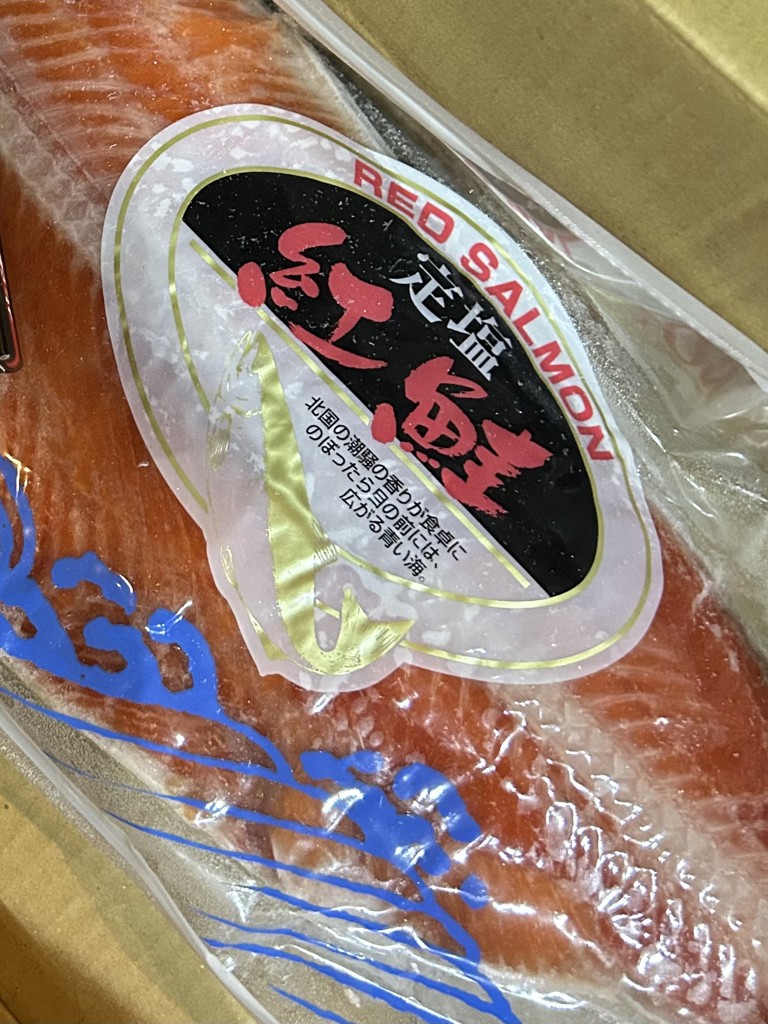 RED SALMON
定塩
紅鮭
北国の潮騒の香りが食卓に
のぼったら目の前には、
広がる青い海。